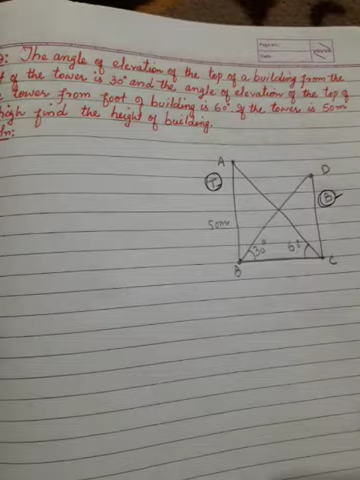 Q: The angle of elevation of the top of a building from the
of the tower is 30° and the angle of elevation of the top of
tower from foot of building is 60°. If the tower is 50m
high find the height of building.
A
D
T
B
50m
30°
60°
B
C